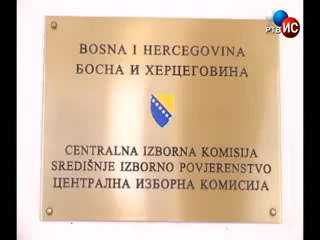 РТВ ИС
BOSNA I HERCEGOVINA
БОСНА И ХЕРЦЕГОВИНА
CENTRALNA IZBORNA KOMISIJA
SREDIŠNJE IZBORNO POVJERENSTVO
ЦЕНТРАЛНА ИЗБОРНА КОМИСИЈА